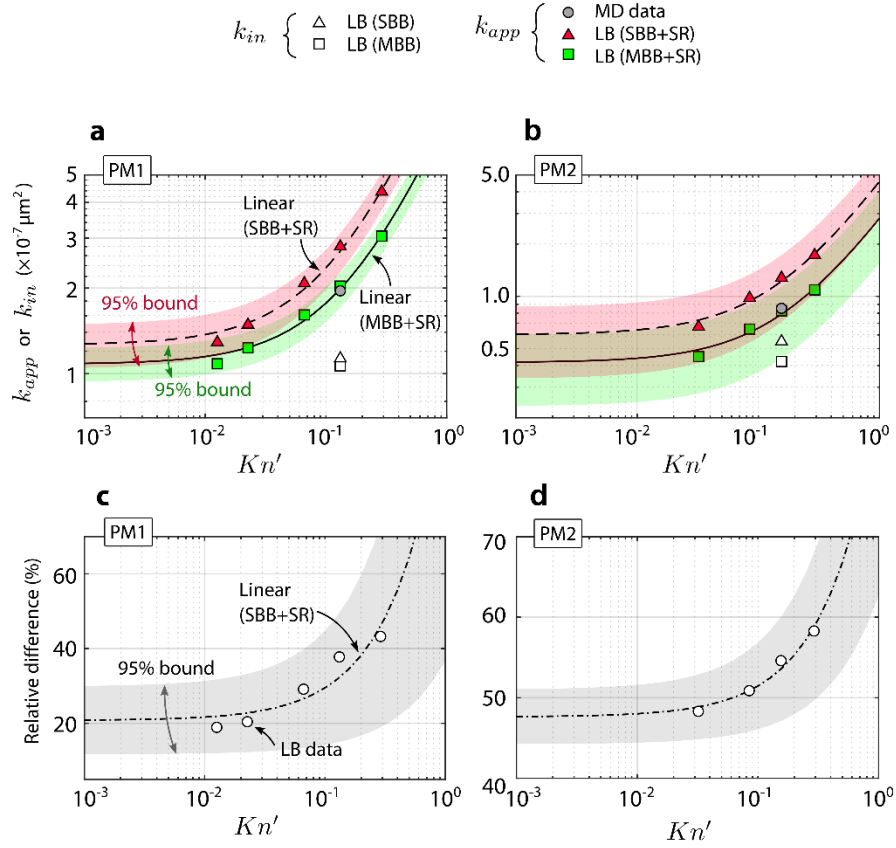 k_in { LB (SBB)
LB (MBB)
k_app { MD data
LB (SBB+SR)
LB (MBB+SR)
a
PM1
k_app or k_in (×10⁻⁷μm²)
5
4
3
2
1
Linear
(SBB+SR)
Linear
(MBB+SR)
95% bound
95% bound
10⁻³ 10⁻² 10⁻¹ 10⁰
Kn′
b
PM2
5.0
1.0
0.5
10⁻³ 10⁻² 10⁻¹ 10⁰
Kn′
c
PM1
Relative difference (%)
60
40
20
Linear
(SBB+SR)
95% bound
LB data
10⁻³ 10⁻² 10⁻¹ 10⁰
Kn′
d
PM2
70
60
50
40
10⁻³ 10⁻² 10⁻¹ 10⁰
Kn′